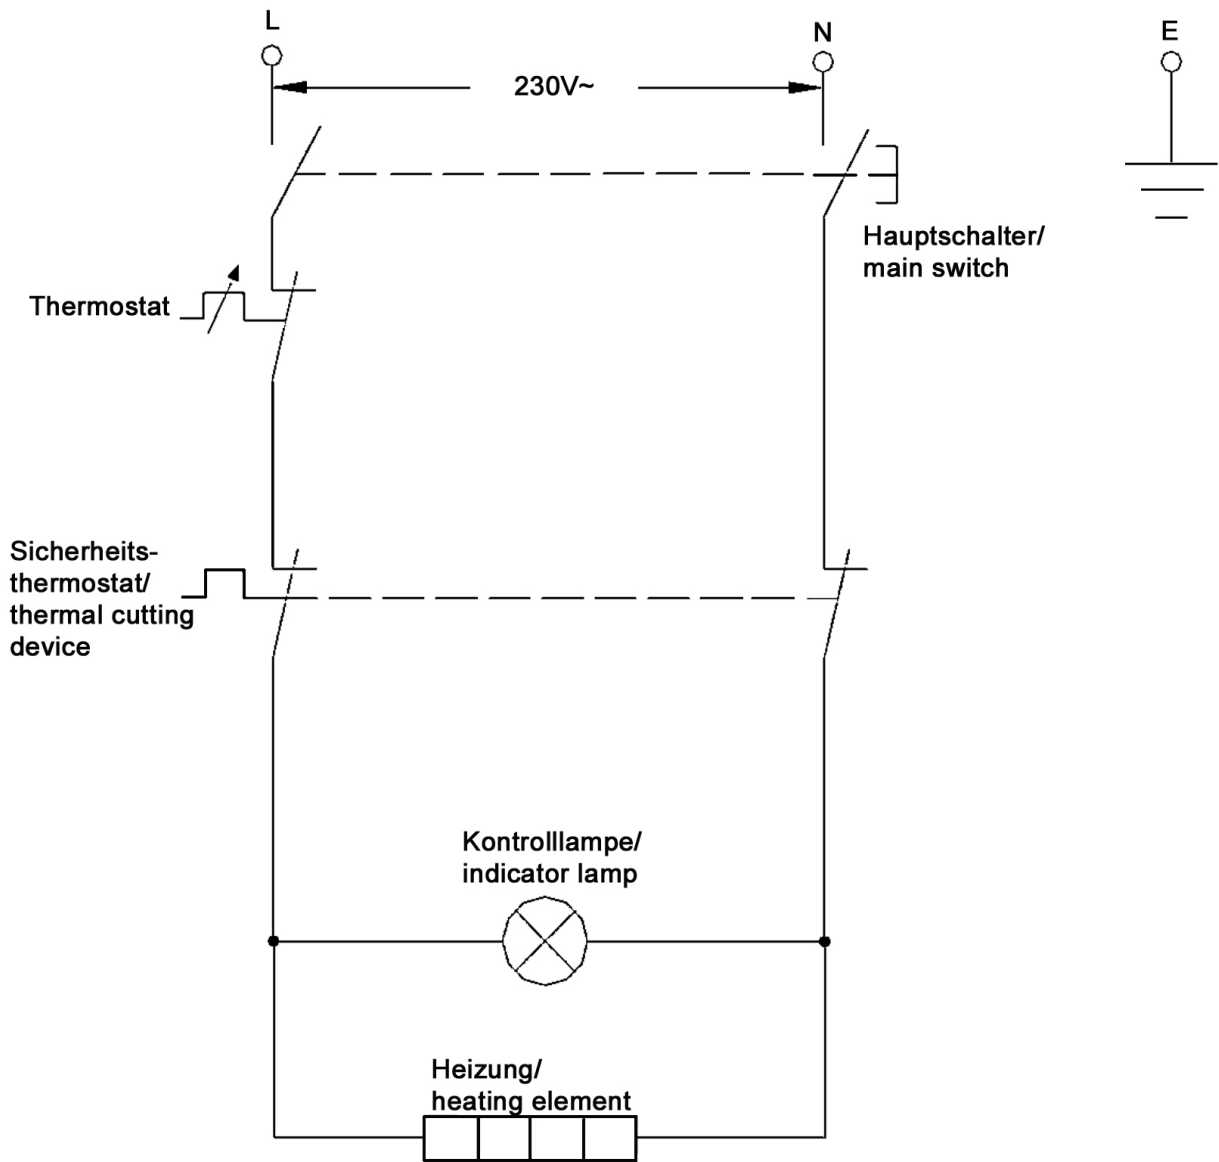 L
N
E
230V~
Hauptschalter/
main switch
Thermostat
Sicherheits-
thermostat/
thermal cutting
device
Kontrolllampe/
indicator lamp
Heizung/
heating element